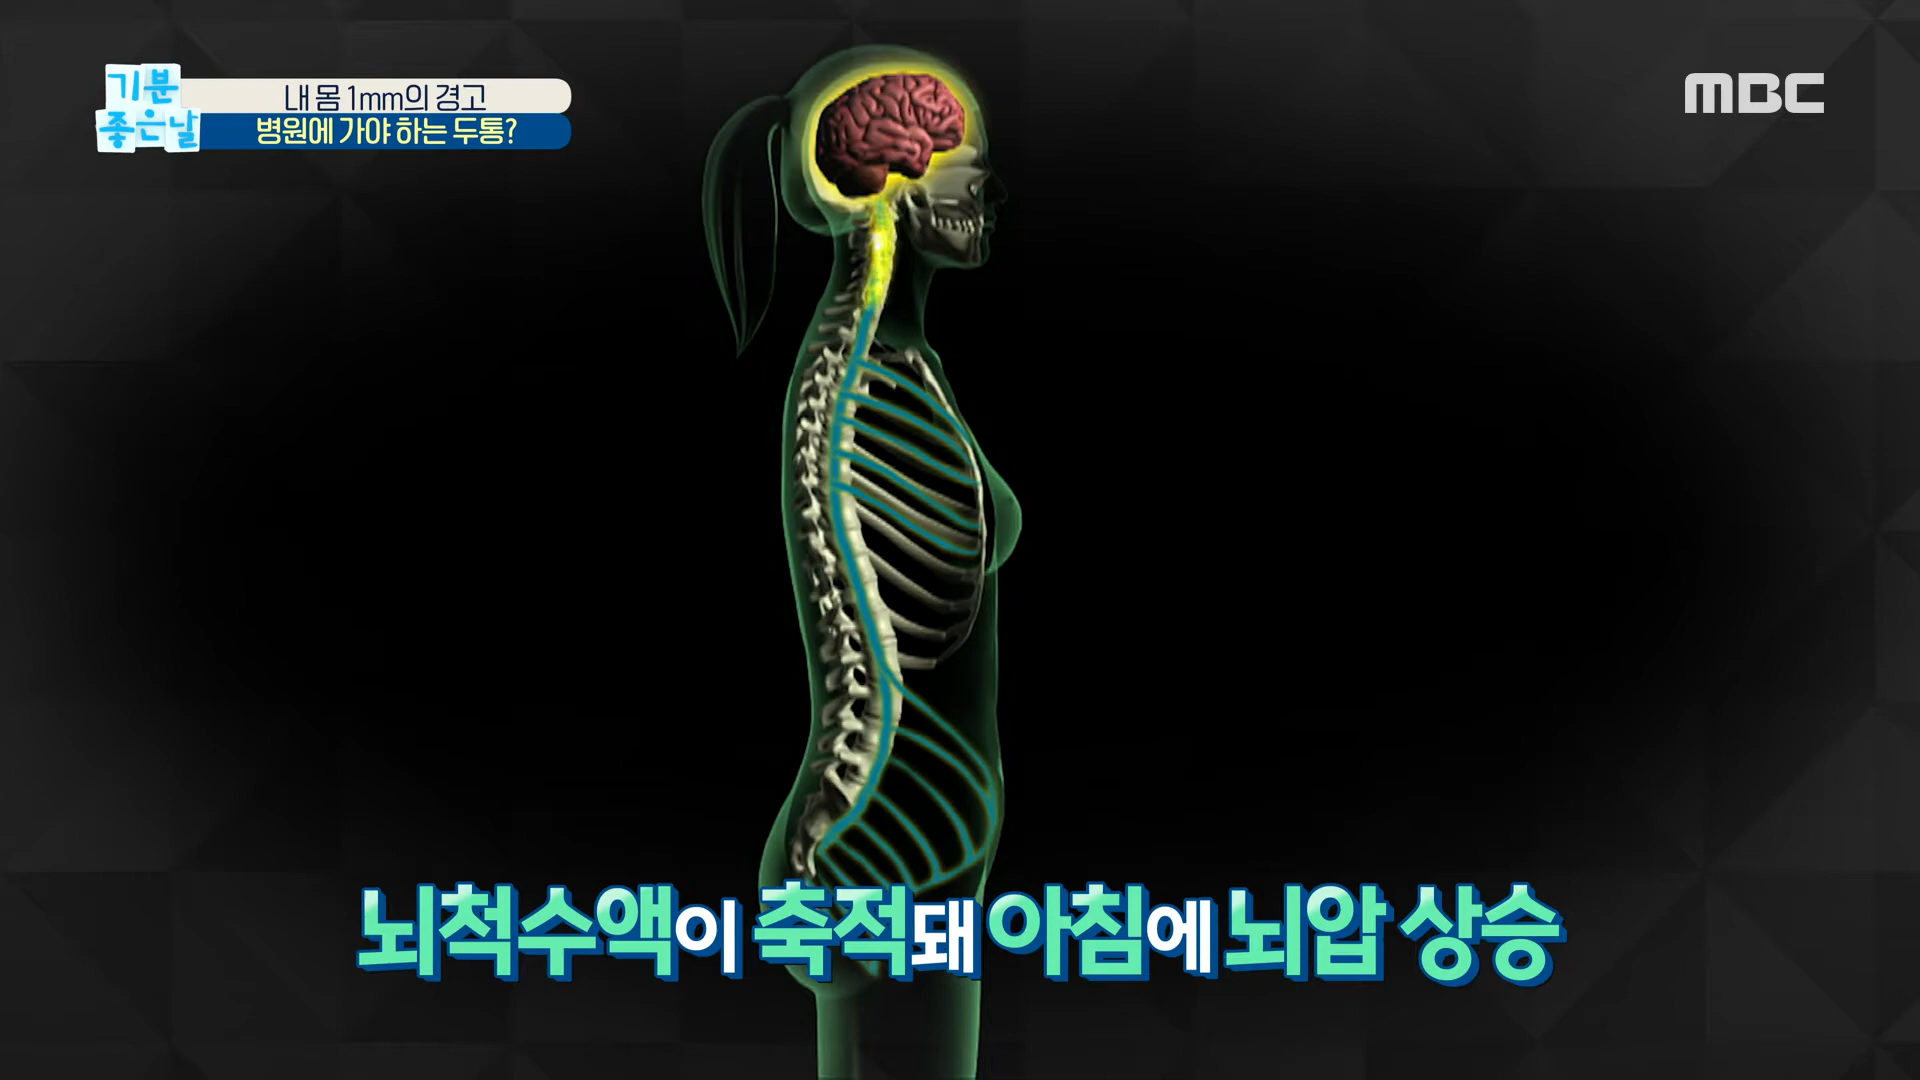 기분
좋은날
내 몸 1mm의 경고
병원에 가야 하는 두통?
MBC
뇌척수액이 축적돼 아침에 뇌압 상승